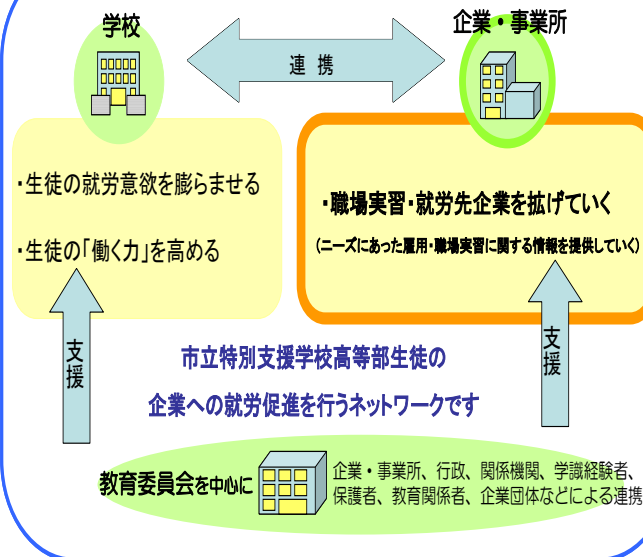 学校
企業・事業所
連 携
・生徒の就労意欲を膨らませる
・生徒の「働く力」を高める
・職場実習・就労先企業を拡げていく
(ニーズにあった雇用・職場実習に関する情報を提供していく)
支援
支援
市立特別支援学校高等部生徒の
企業への就労促進を行うネットワークです
教育委員会を中心に
企業・事業所、行政、関係機関、学識経験者、
保護者、教育関係者、企業団体などによる連携